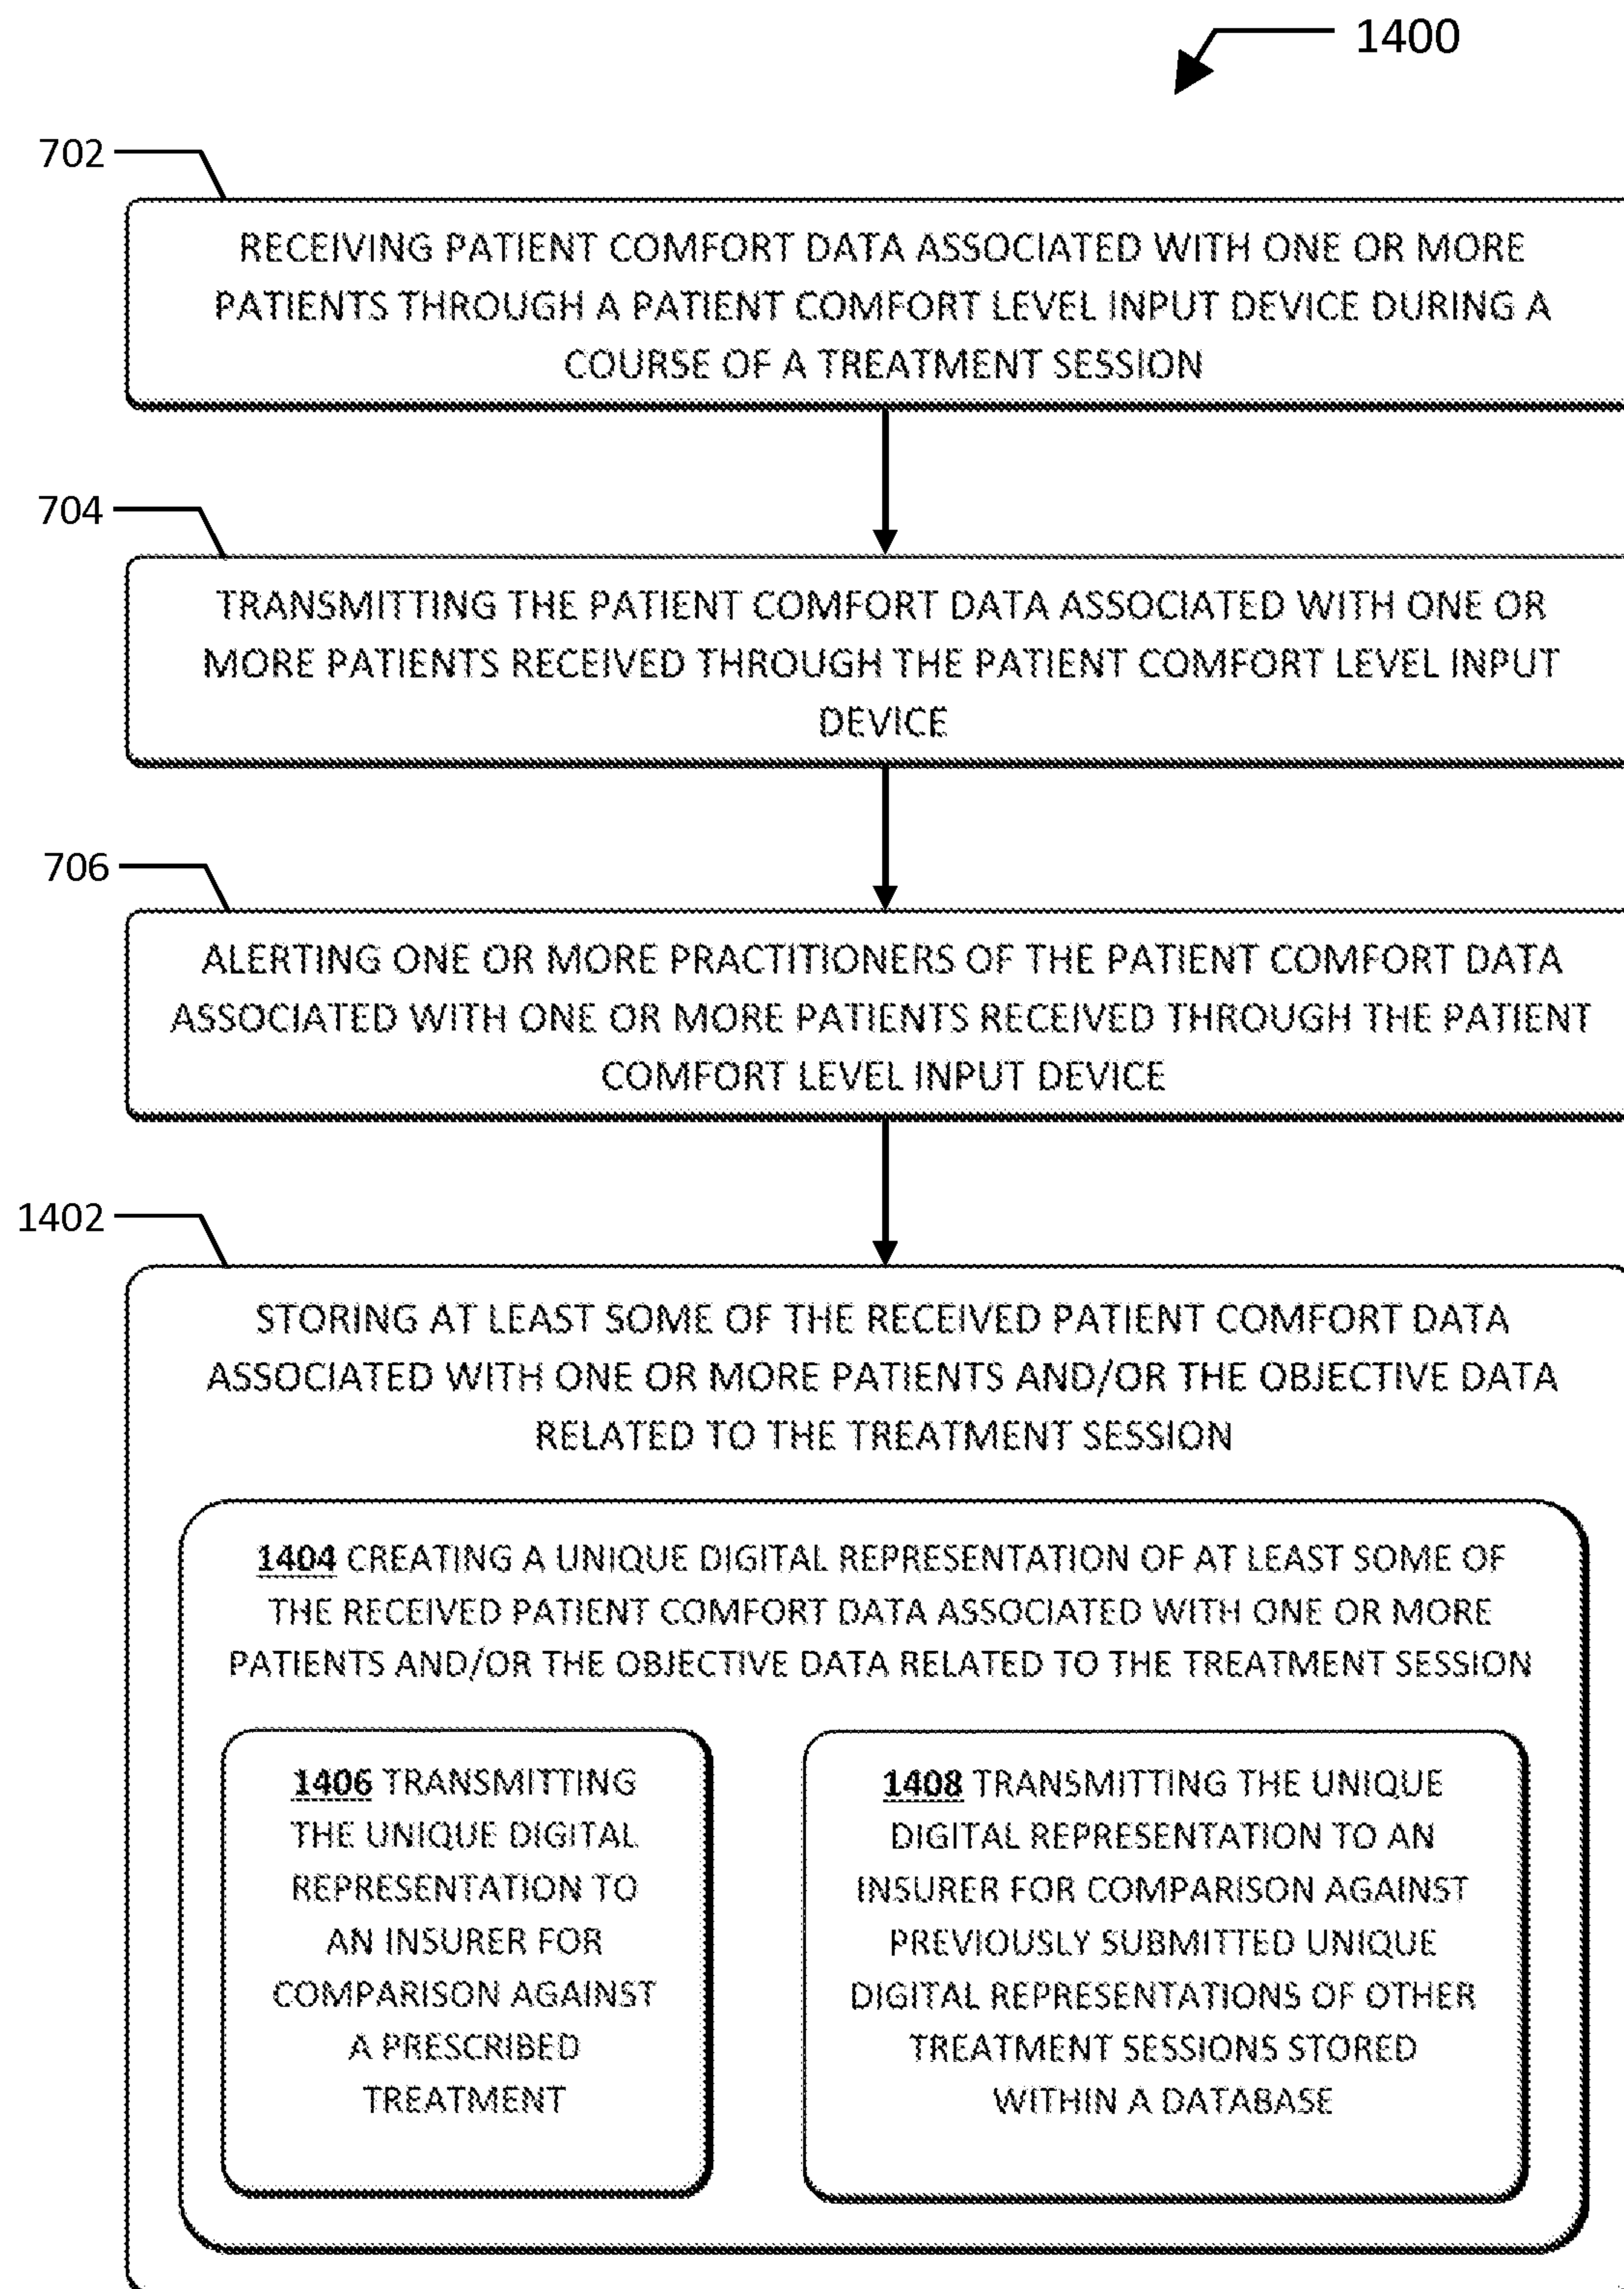 1400
702
RECEIVING PATIENT COMFORT DATA ASSOCIATED WITH ONE OR MORE
PATIENTS THROUGH A PATIENT COMFORT LEVEL INPUT DEVICE DURING A
COURSE OF A TREATMENT SESSION
704
TRANSMITTING THE PATIENT COMFORT DATA ASSOCIATED WITH ONE OR
MORE PATIENTS RECEIVED THROUGH THE PATIENT COMFORT LEVEL INPUT
DEVICE
706
ALERTING ONE OR MORE PRACTITIONERS OF THE PATIENT COMFORT DATA
ASSOCIATED WITH ONE OR MORE PATIENTS RECEIVED THROUGH THE PATIENT
COMFORT LEVEL INPUT DEVICE
1402
STORING AT LEAST SOME OF THE RECEIVED PATIENT COMFORT DATA
ASSOCIATED WITH ONE OR MORE PATIENTS AND/OR THE OBJECTIVE DATA
RELATED TO THE TREATMENT SESSION
1404 CREATING A UNIQUE DIGITAL REPRESENTATION OF AT LEAST SOME OF
THE RECEIVED PATIENT COMFORT DATA ASSOCIATED WITH ONE OR MORE
PATIENTS AND/OR THE OBJECTIVE DATA RELATED TO THE TREATMENT SESSION
1406 TRANSMITTING
THE UNIQUE DIGITAL
REPRESENTATION TO
AN INSURER FOR
COMPARISON AGAINST
A PRESCRIBED
TREATMENT
1408 TRANSMITTING THE UNIQUE
DIGITAL REPRESENTATION TO AN
INSURER FOR COMPARISON AGAINST
PREVIOUSLY SUBMITTED UNIQUE
DIGITAL REPRESENTATIONS OF OTHER
TREATMENT SESSIONS STORED
WITHIN A DATABASE